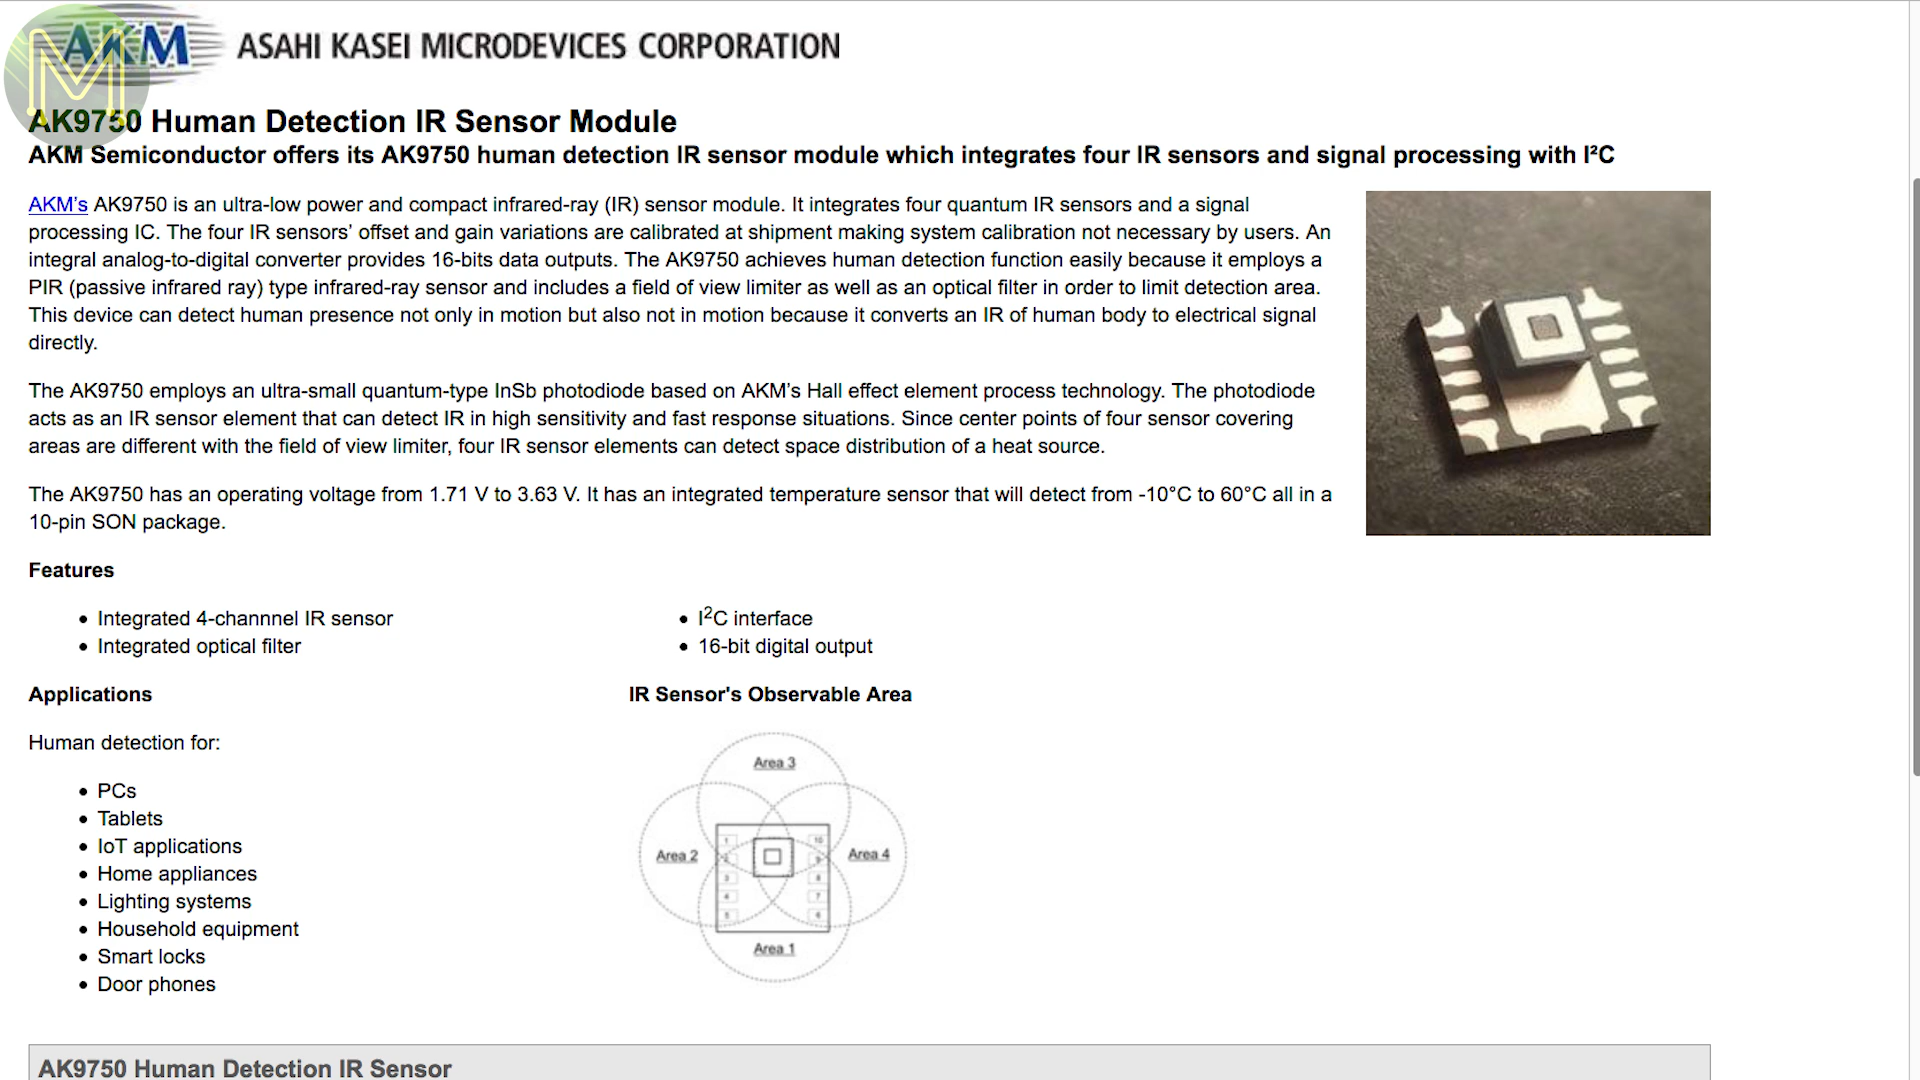 AKM ASAHI KASEI MICRODEVICES CORPORATION
M
AK9750 Human Detection IR Sensor Module
AKM Semiconductor offers its AK9750 human detection IR sensor module which integrates four IR sensors and signal processing with I²C
AKM's AK9750 is an ultra-low power and compact infrared-ray (IR) sensor module. It integrates four quantum IR sensors and a signal
processing IC. The four IR sensors' offset and gain variations are calibrated at shipment making system calibration not necessary by users. An
integral analog-to-digital converter provides 16-bits data outputs. The AK9750 achieves human detection function easily because it employs a
PIR (passive infrared ray) type infrared-ray sensor and includes a field of view limiter as well as an optical filter in order to limit detection area.
This device can detect human presence not only in motion but also not in motion because it converts an IR of human body to electrical signal
directly.
The AK9750 employs an ultra-small quantum-type InSb photodiode based on AKM's Hall effect element process technology. The photodiode
acts as an IR sensor element that can detect IR in high sensitivity and fast response situations. Since center points of four sensor covering
areas are different with the field of view limiter, four IR sensor elements can detect space distribution of a heat source.
The AK9750 has an operating voltage from 1.71 V to 3.63 V. It has an integrated temperature sensor that will detect from -10°C to 60°C all in a
10-pin SON package.
Features
• Integrated 4-channnel IR sensor
• Integrated optical filter
• I²C interface
• 16-bit digital output
Applications
Human detection for:
• PCs
• Tablets
• IoT applications
• Home appliances
• Lighting systems
• Household equipment
• Smart locks
• Door phones
IR Sensor's Observable Area
Area 3
1 10
Area 2 2 9 Area 4
3 8
4 7
5 6
Area 1
AK9750 Human Detection IR Sensor